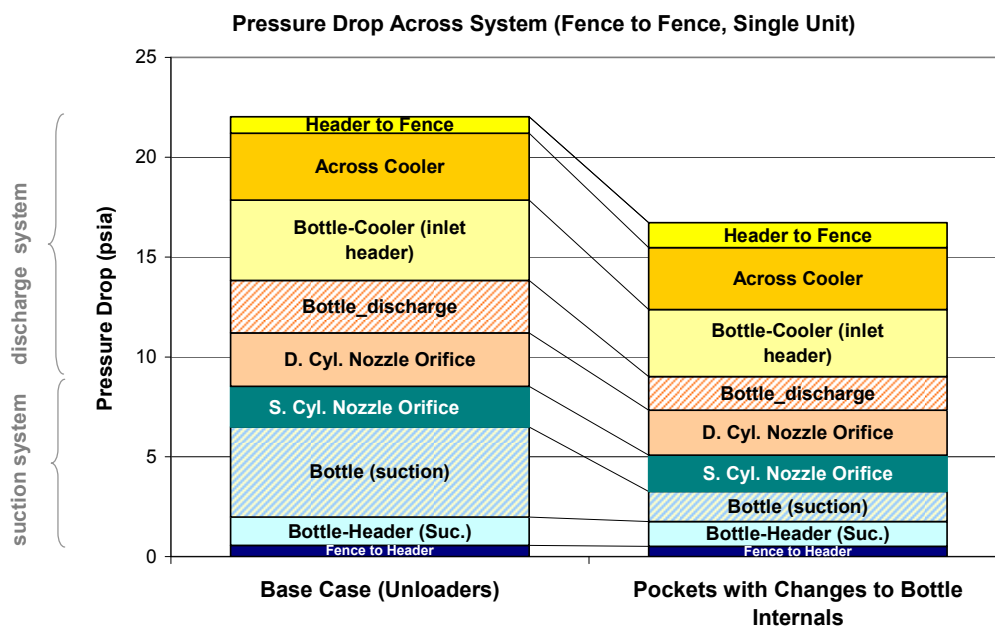 Pressure Drop Across System (Fence to Fence, Single Unit)
25
20
15
10
5
0
Pressure Drop (psia)
discharge system
suction system
Header to Fence
Across Cooler
Bottle-Cooler (inlet
header)
Bottle_discharge
D. Cyl. Nozzle Orifice
S. Cyl. Nozzle Orifice
Bottle (suction)
Bottle-Header (Suc.)
Fence to Header
Header to Fence
Across Cooler
Bottle-Cooler (inlet
header)
Bottle_discharge
D. Cyl. Nozzle Orifice
S. Cyl. Nozzle Orifice
Bottle (suction)
Bottle-Header (Suc.)
Fence to Header
Base Case (Unloaders)
Pockets with Changes to Bottle
Internals